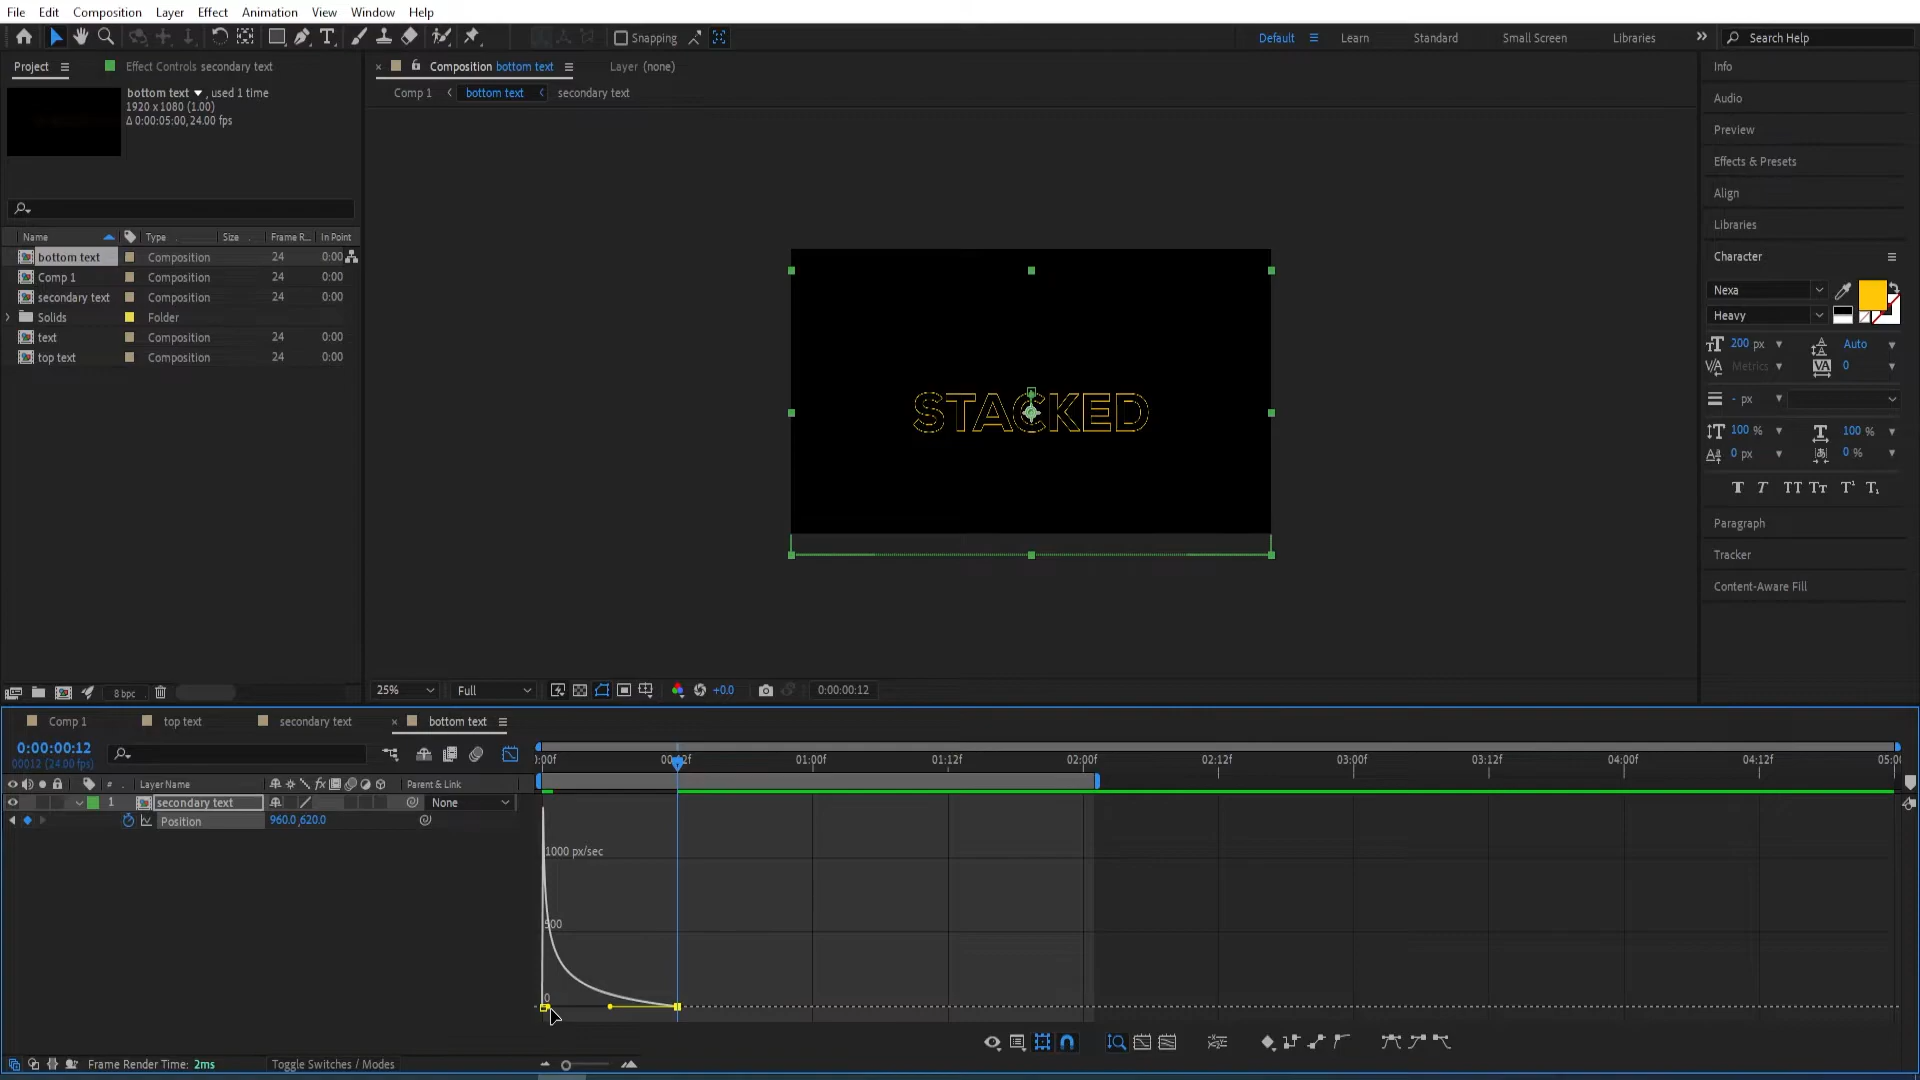 File Edit Composition Layer Effect Animation View Window Help
Snapping Default Learn Standard Small Screen Libraries Search Help
Project Effect Controls secondary text
Composition bottom text Layer (none)
Comp 1 bottom text secondary text
bottom text , used 1 time
1920 x 1080 (1.00)
Δ 0:00:05:00, 24.00 fps
Name Type Size Frame R... In Point
bottom text Composition 24 0:00
Comp 1 Composition 24 0:00
secondary text Composition 24 0:00
Solids Folder
text Composition 24 0:00
top text Composition 24 0:00
8 bpc
STACKED
25% Full +0.0 0:00:00:12
Info
Audio
Preview
Effects & Presets
Align
Libraries
Character
Nexa
Heavy
200 px Auto
Metrics 0
- px
100 % 100 %
0 px 0 %
Paragraph
Tracker
Content-Aware Fill
Comp 1 top text secondary text bottom text
0:00:00:12
00012 (24.00 fps)
:00f 00:12f 01:00f 01:12f 02:00f 02:12f 03:00f 03:12f 04:00f 04:12f 05:0
# Layer Name Parent & Link
1 secondary text None
Position 960.0,620.0
1000 px/sec
500
0
Frame Render Time: 2ms Toggle Switches / Modes